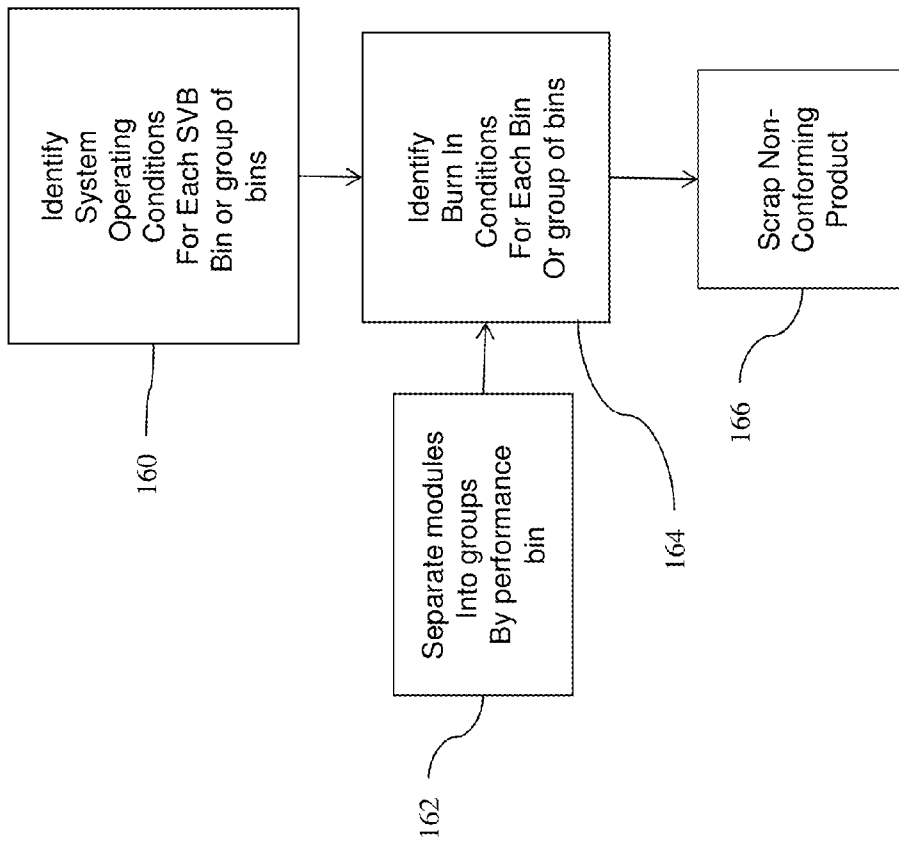 Identify
System
Operating
Conditions
For Each SVB
Bin or group of
bins
160
Separate modules
Into groups
By performance
bin
162
Identify
Burn In
Conditions
For Each Bin
Or group of bins
164
Scrap Non-
Conforming
Product
166